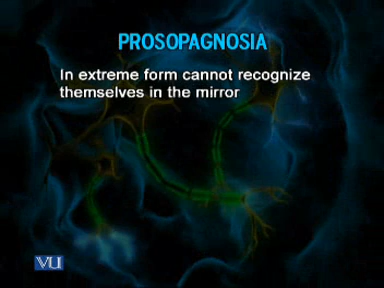 PROSOPAGNOSIA
In extreme form cannot recognize
themselves in the mirror
VU